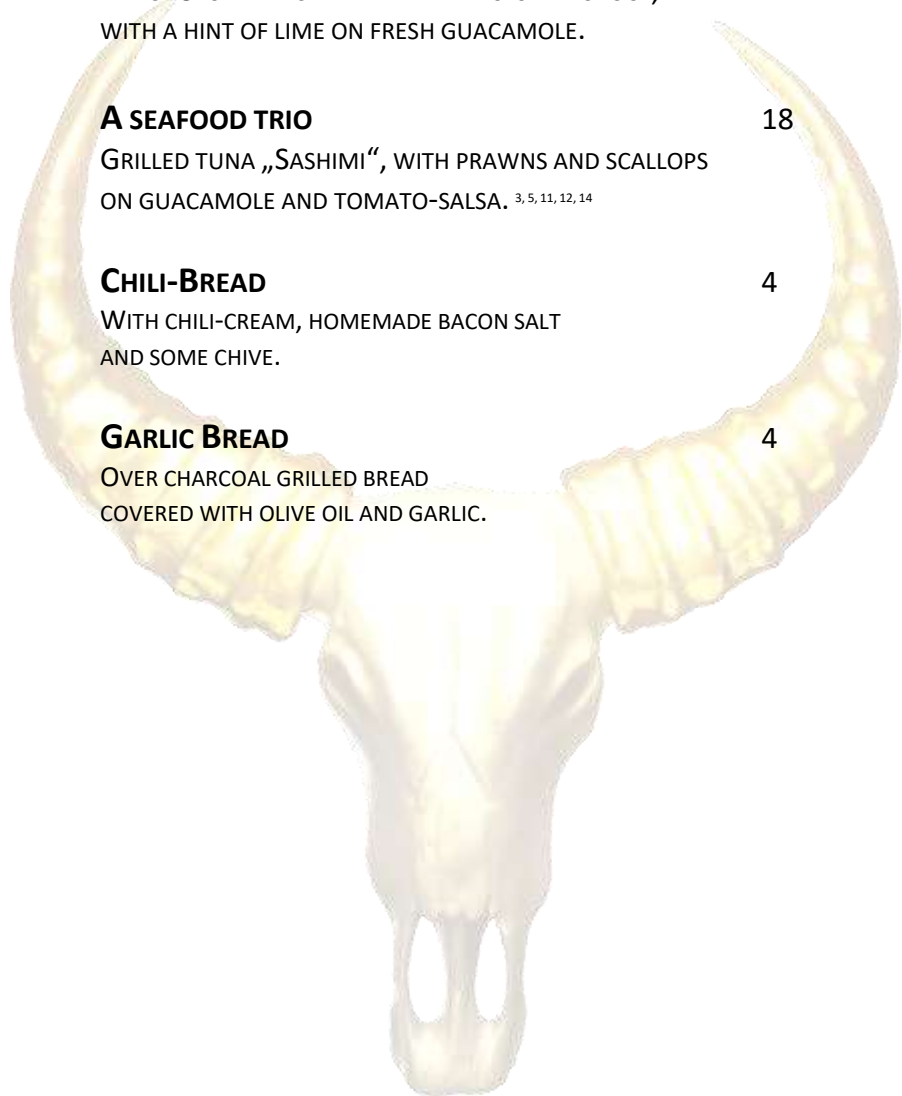 WITH A HINT OF LIME ON FRESH GUACAMOLE.
A SEAFOOD TRIO 18
GRILLED TUNA „SASHIMI“, WITH PRAWNS AND SCALLOPS
ON GUACAMOLE AND TOMATO-SALSA. 3, 5, 11, 12, 14
CHILI-BREAD 4
WITH CHILI-CREAM, HOMEMADE BACON SALT
AND SOME CHIVE.
GARLIC BREAD 4
OVER CHARCOAL GRILLED BREAD
COVERED WITH OLIVE OIL AND GARLIC.